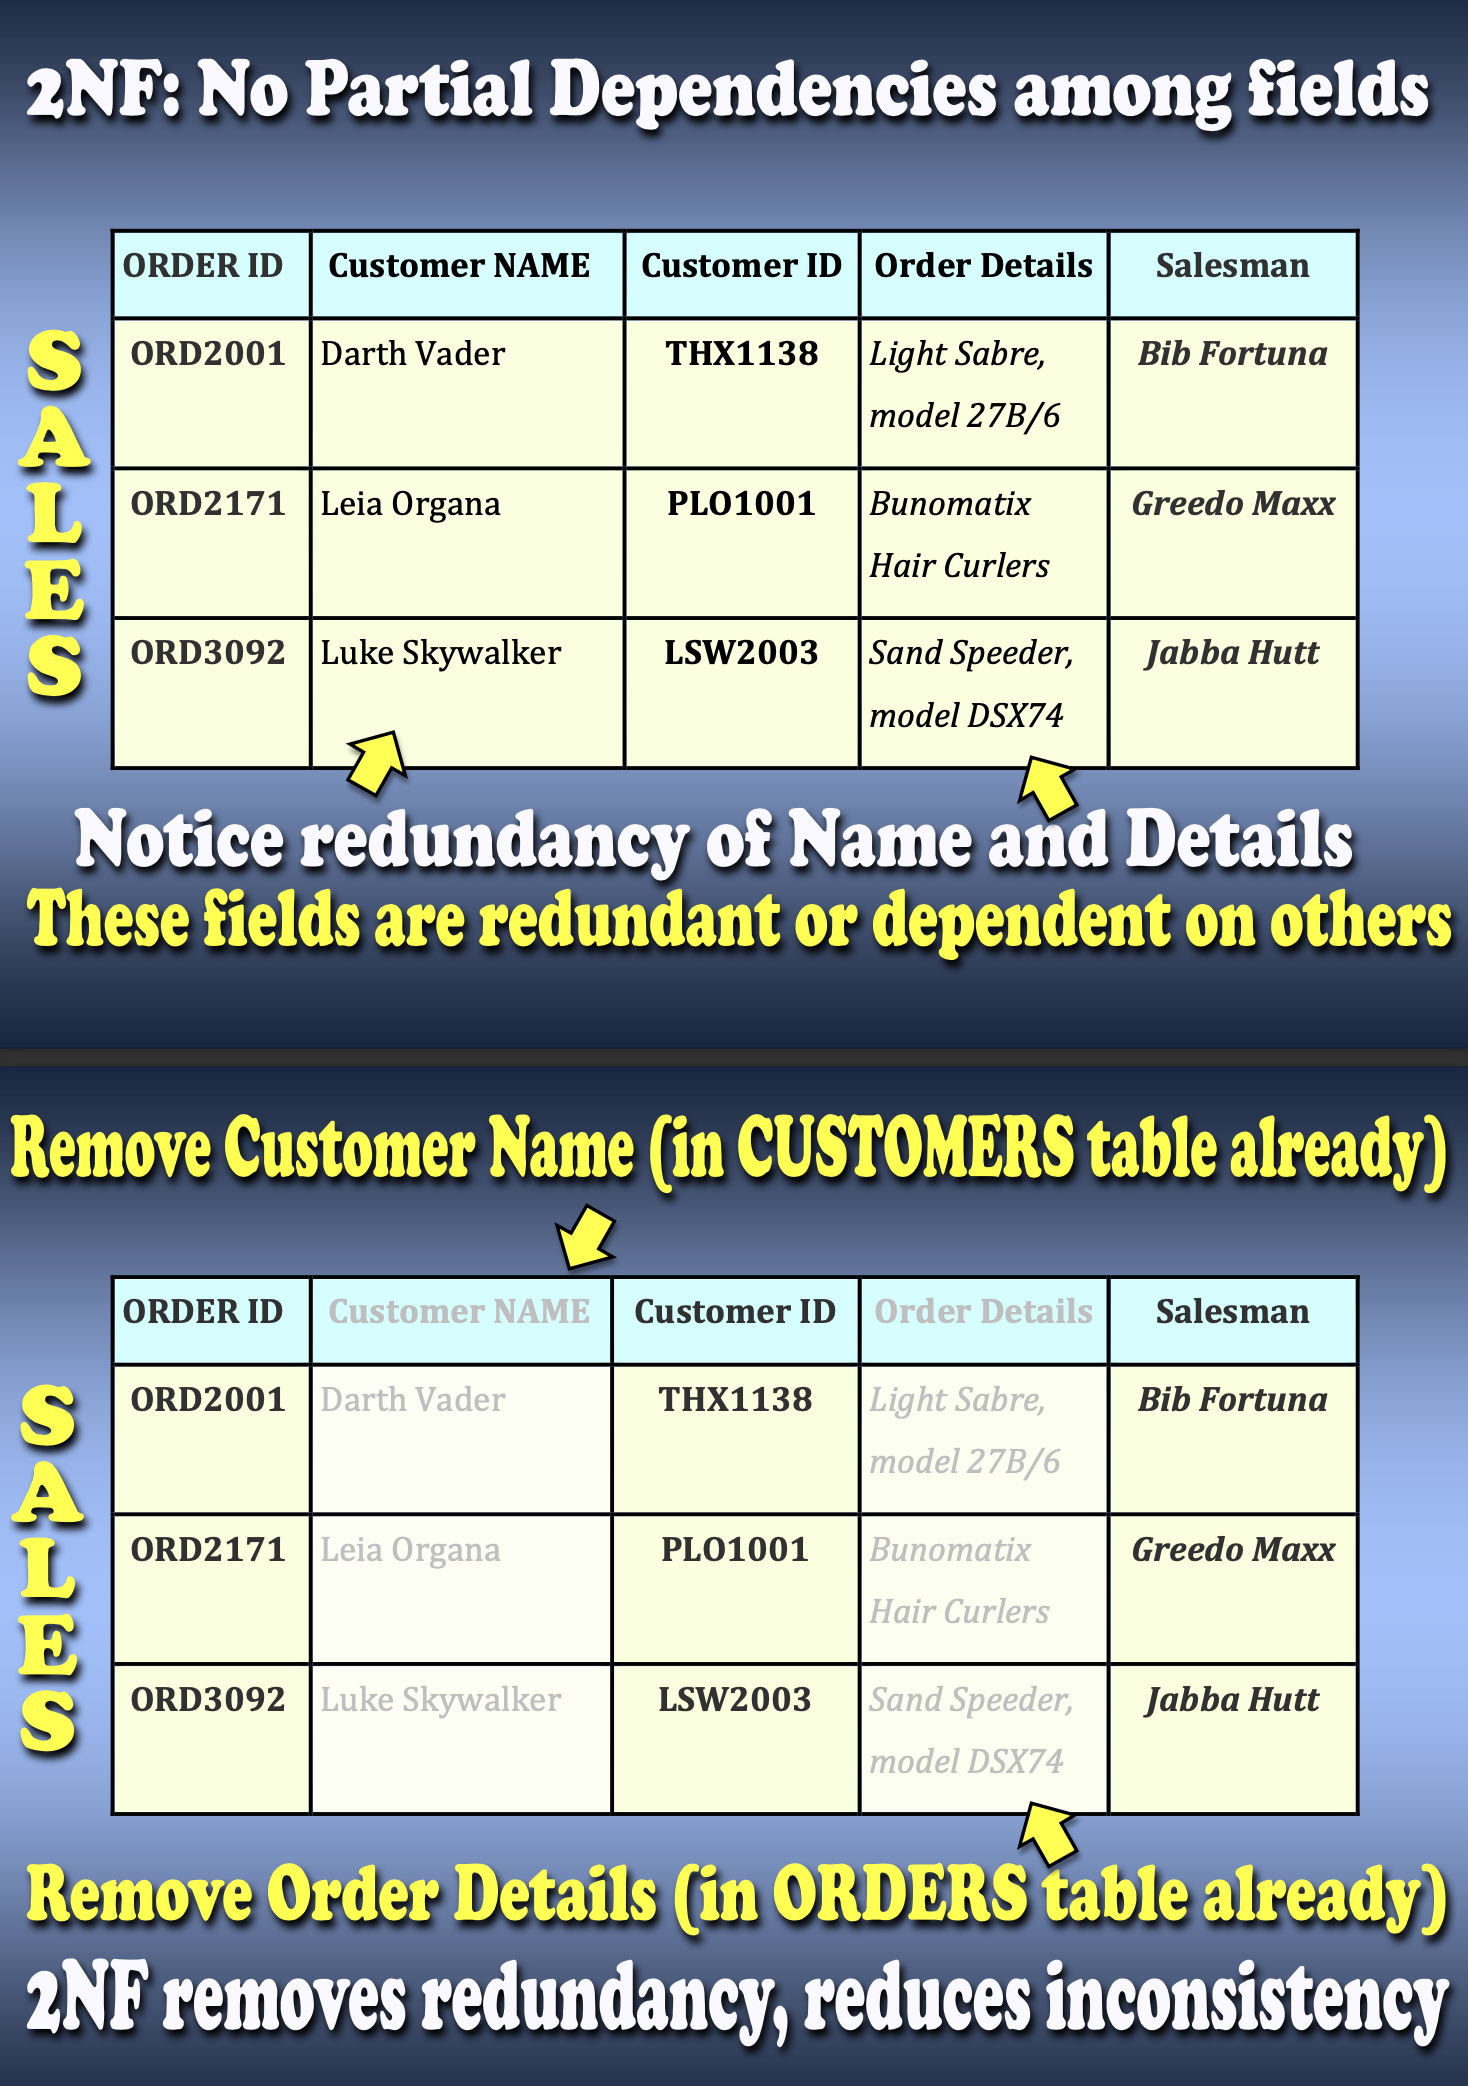 2NF: No Partial Dependencies among fields
SALES
ORDER ID Customer NAME Customer ID Order Details Salesman
ORD2001 Darth Vader THX1138 Light Sabre, Bib Fortuna
model 27B/6
ORD2171 Leia Organa PLO1001 Bunomatix Greedo Maxx
Hair Curlers
ORD3092 Luke Skywalker LSW2003 Sand Speeder, Jabba Hutt
model DSX74
Notice redundancy of Name and Details
These fields are redundant or dependent on others
Remove Customer Name (in CUSTOMERS table already)
SALES
ORDER ID Customer NAME Customer ID Order Details Salesman
ORD2001 Darth Vader THX1138 Light Sabre, Bib Fortuna
model 27B/6
ORD2171 Leia Organa PLO1001 Bunomatix Greedo Maxx
Hair Curlers
ORD3092 Luke Skywalker LSW2003 Sand Speeder, Jabba Hutt
model DSX74
Remove Order Details (in ORDERS table already)
2NF removes redundancy, reduces inconsistency